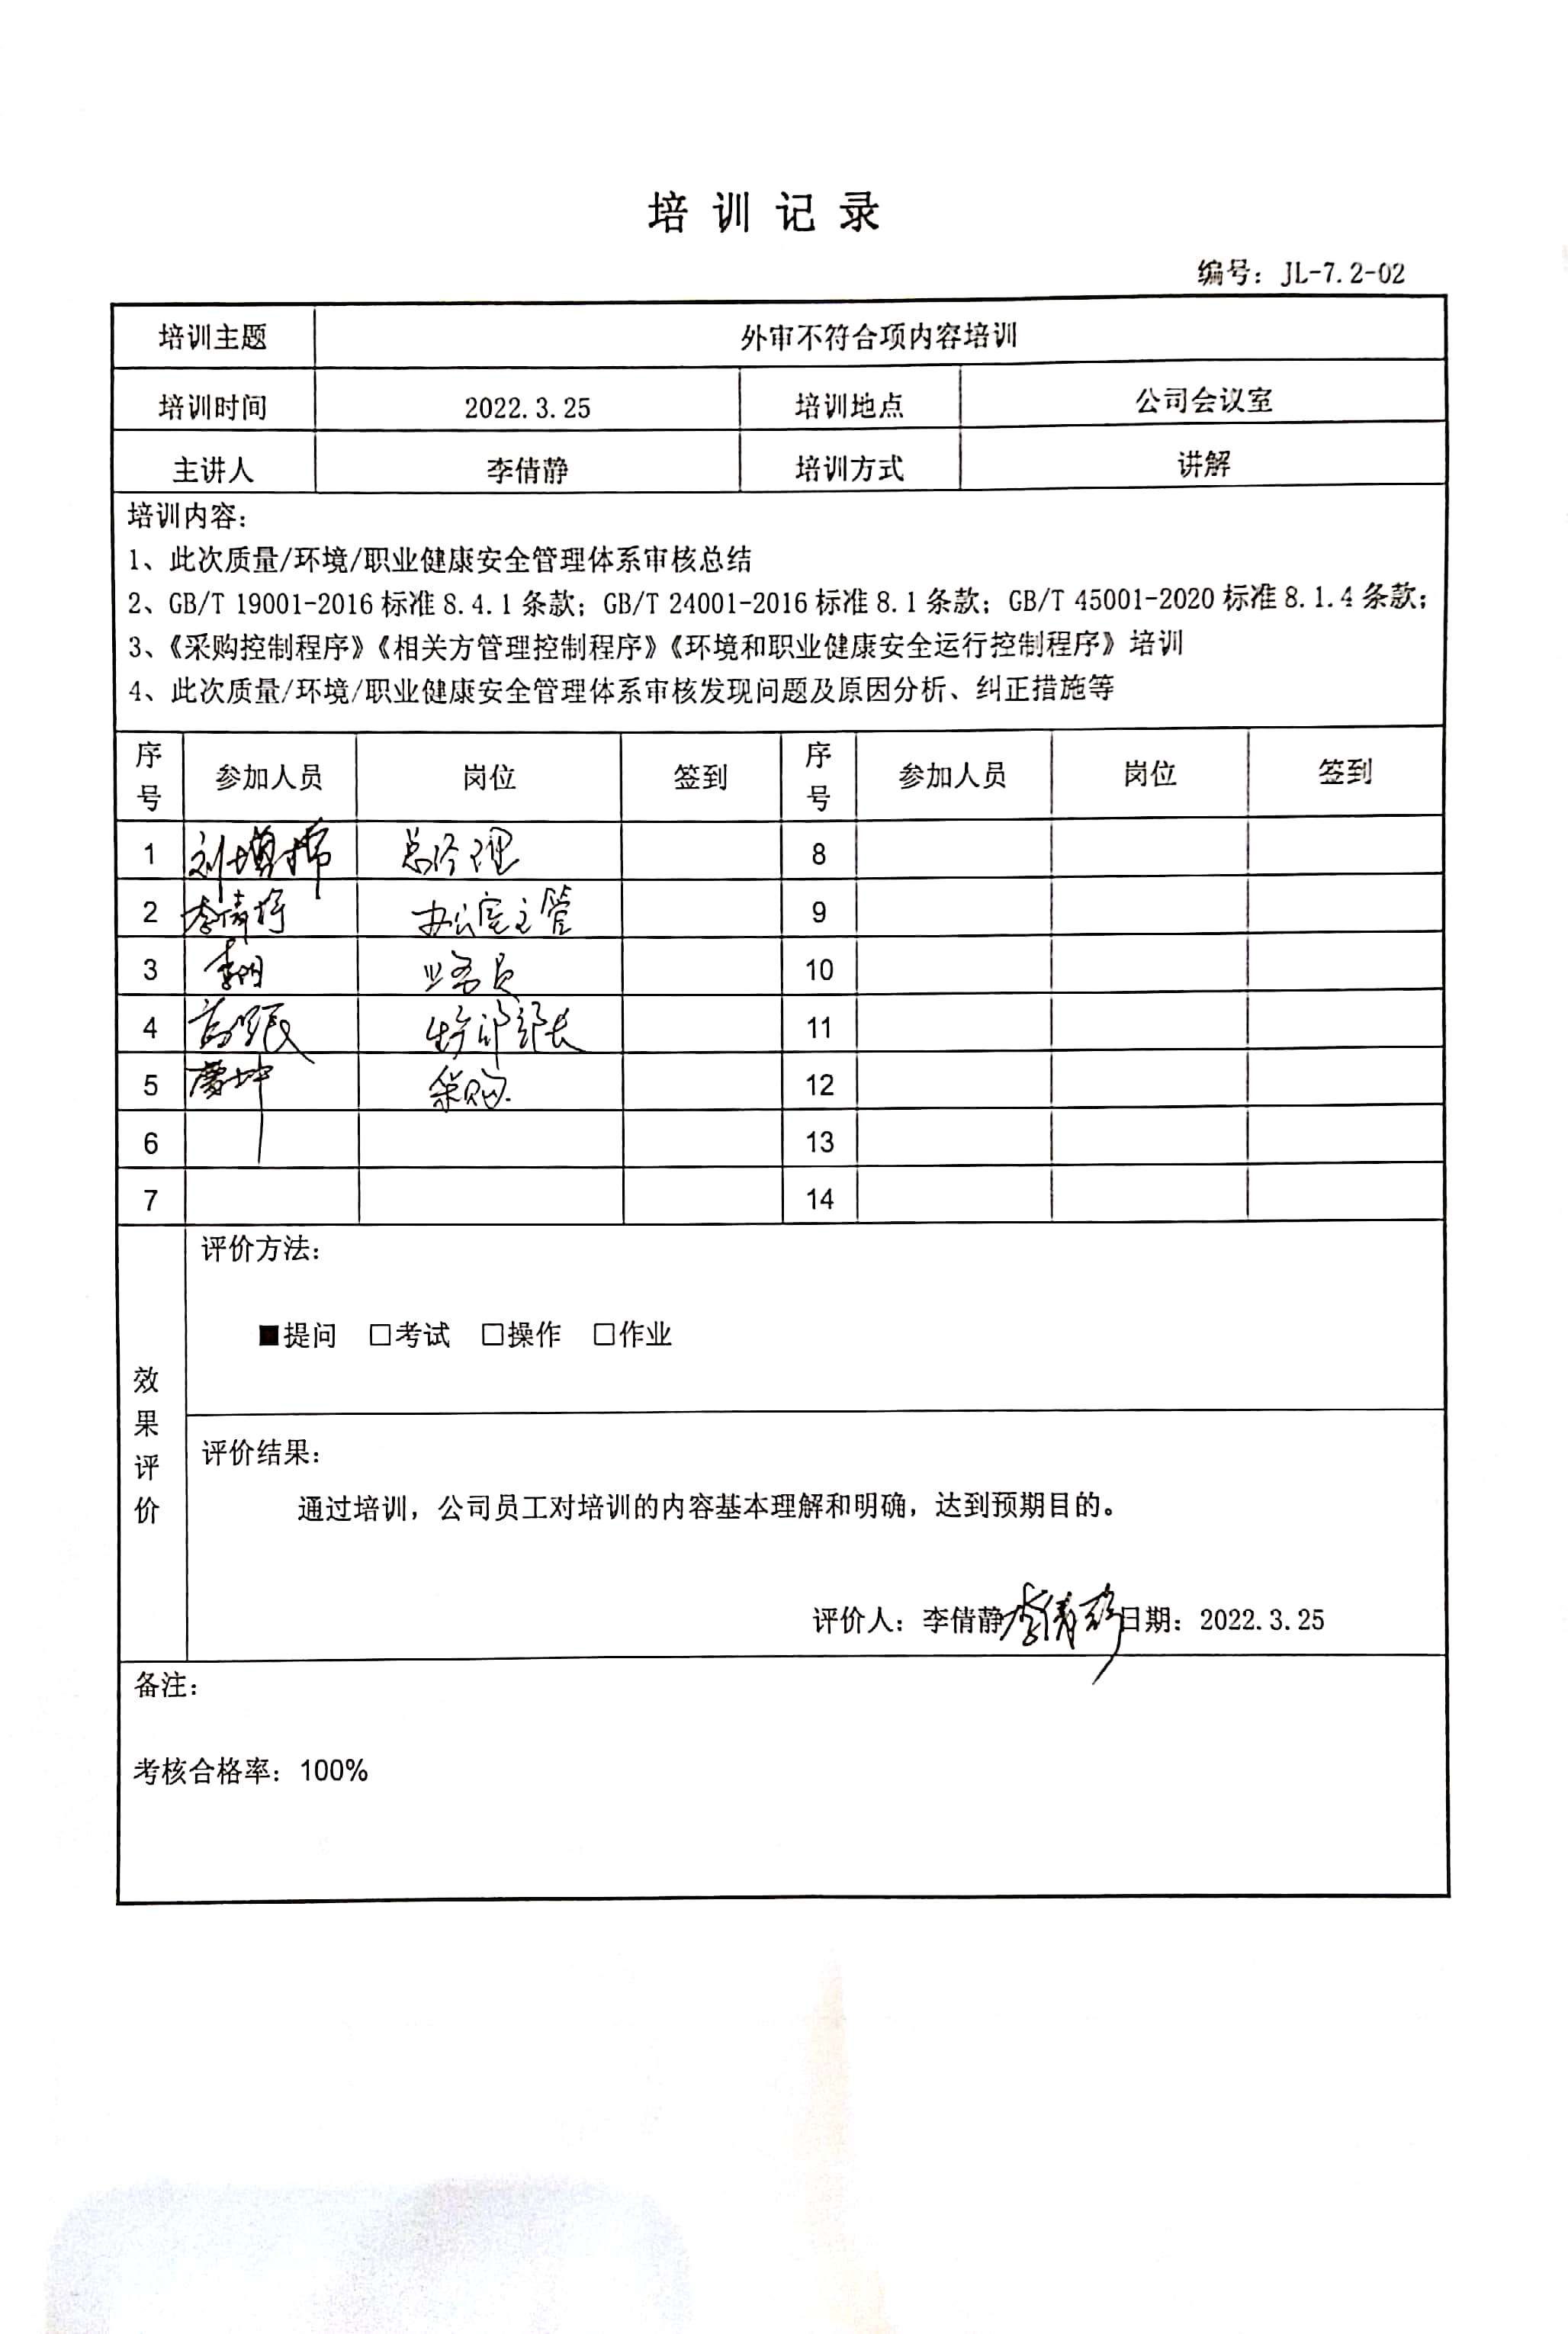 培训记录
编号：JL-7.2-02
培训主题 外审不符合项内容培训
培训时间 2022.3.25 培训地点 公司会议室
主讲人 李倩静 培训方式 讲解
培训内容：
1、此次质量/环境/职业健康安全管理体系审核总结
2、GB/T 19001-2016 标准 8.4.1 条款；GB/T 24001-2016 标准 8.1 条款；GB/T 45001-2020 标准 8.1.4 条款；
3、《采购控制程序》《相关方管理控制程序》《环境和职业健康安全运行控制程序》培训
4、此次质量/环境/职业健康安全管理体系审核发现问题及原因分析、纠正措施等
序号 参加人员 岗位 签到 序号 参加人员 岗位 签到
1 总经理 8
2 李倩静 办公室主管 9
3 业务员 10
4 部长 11
5 采购 12
6 13
7 14
效果评价
评价方法：
■提问 □考试 □操作 □作业
评价结果：
通过培训，公司员工对培训的内容基本理解和明确，达到预期目的。
评价人：李倩静 李倩静 日期：2022.3.25
备注：
考核合格率：100%